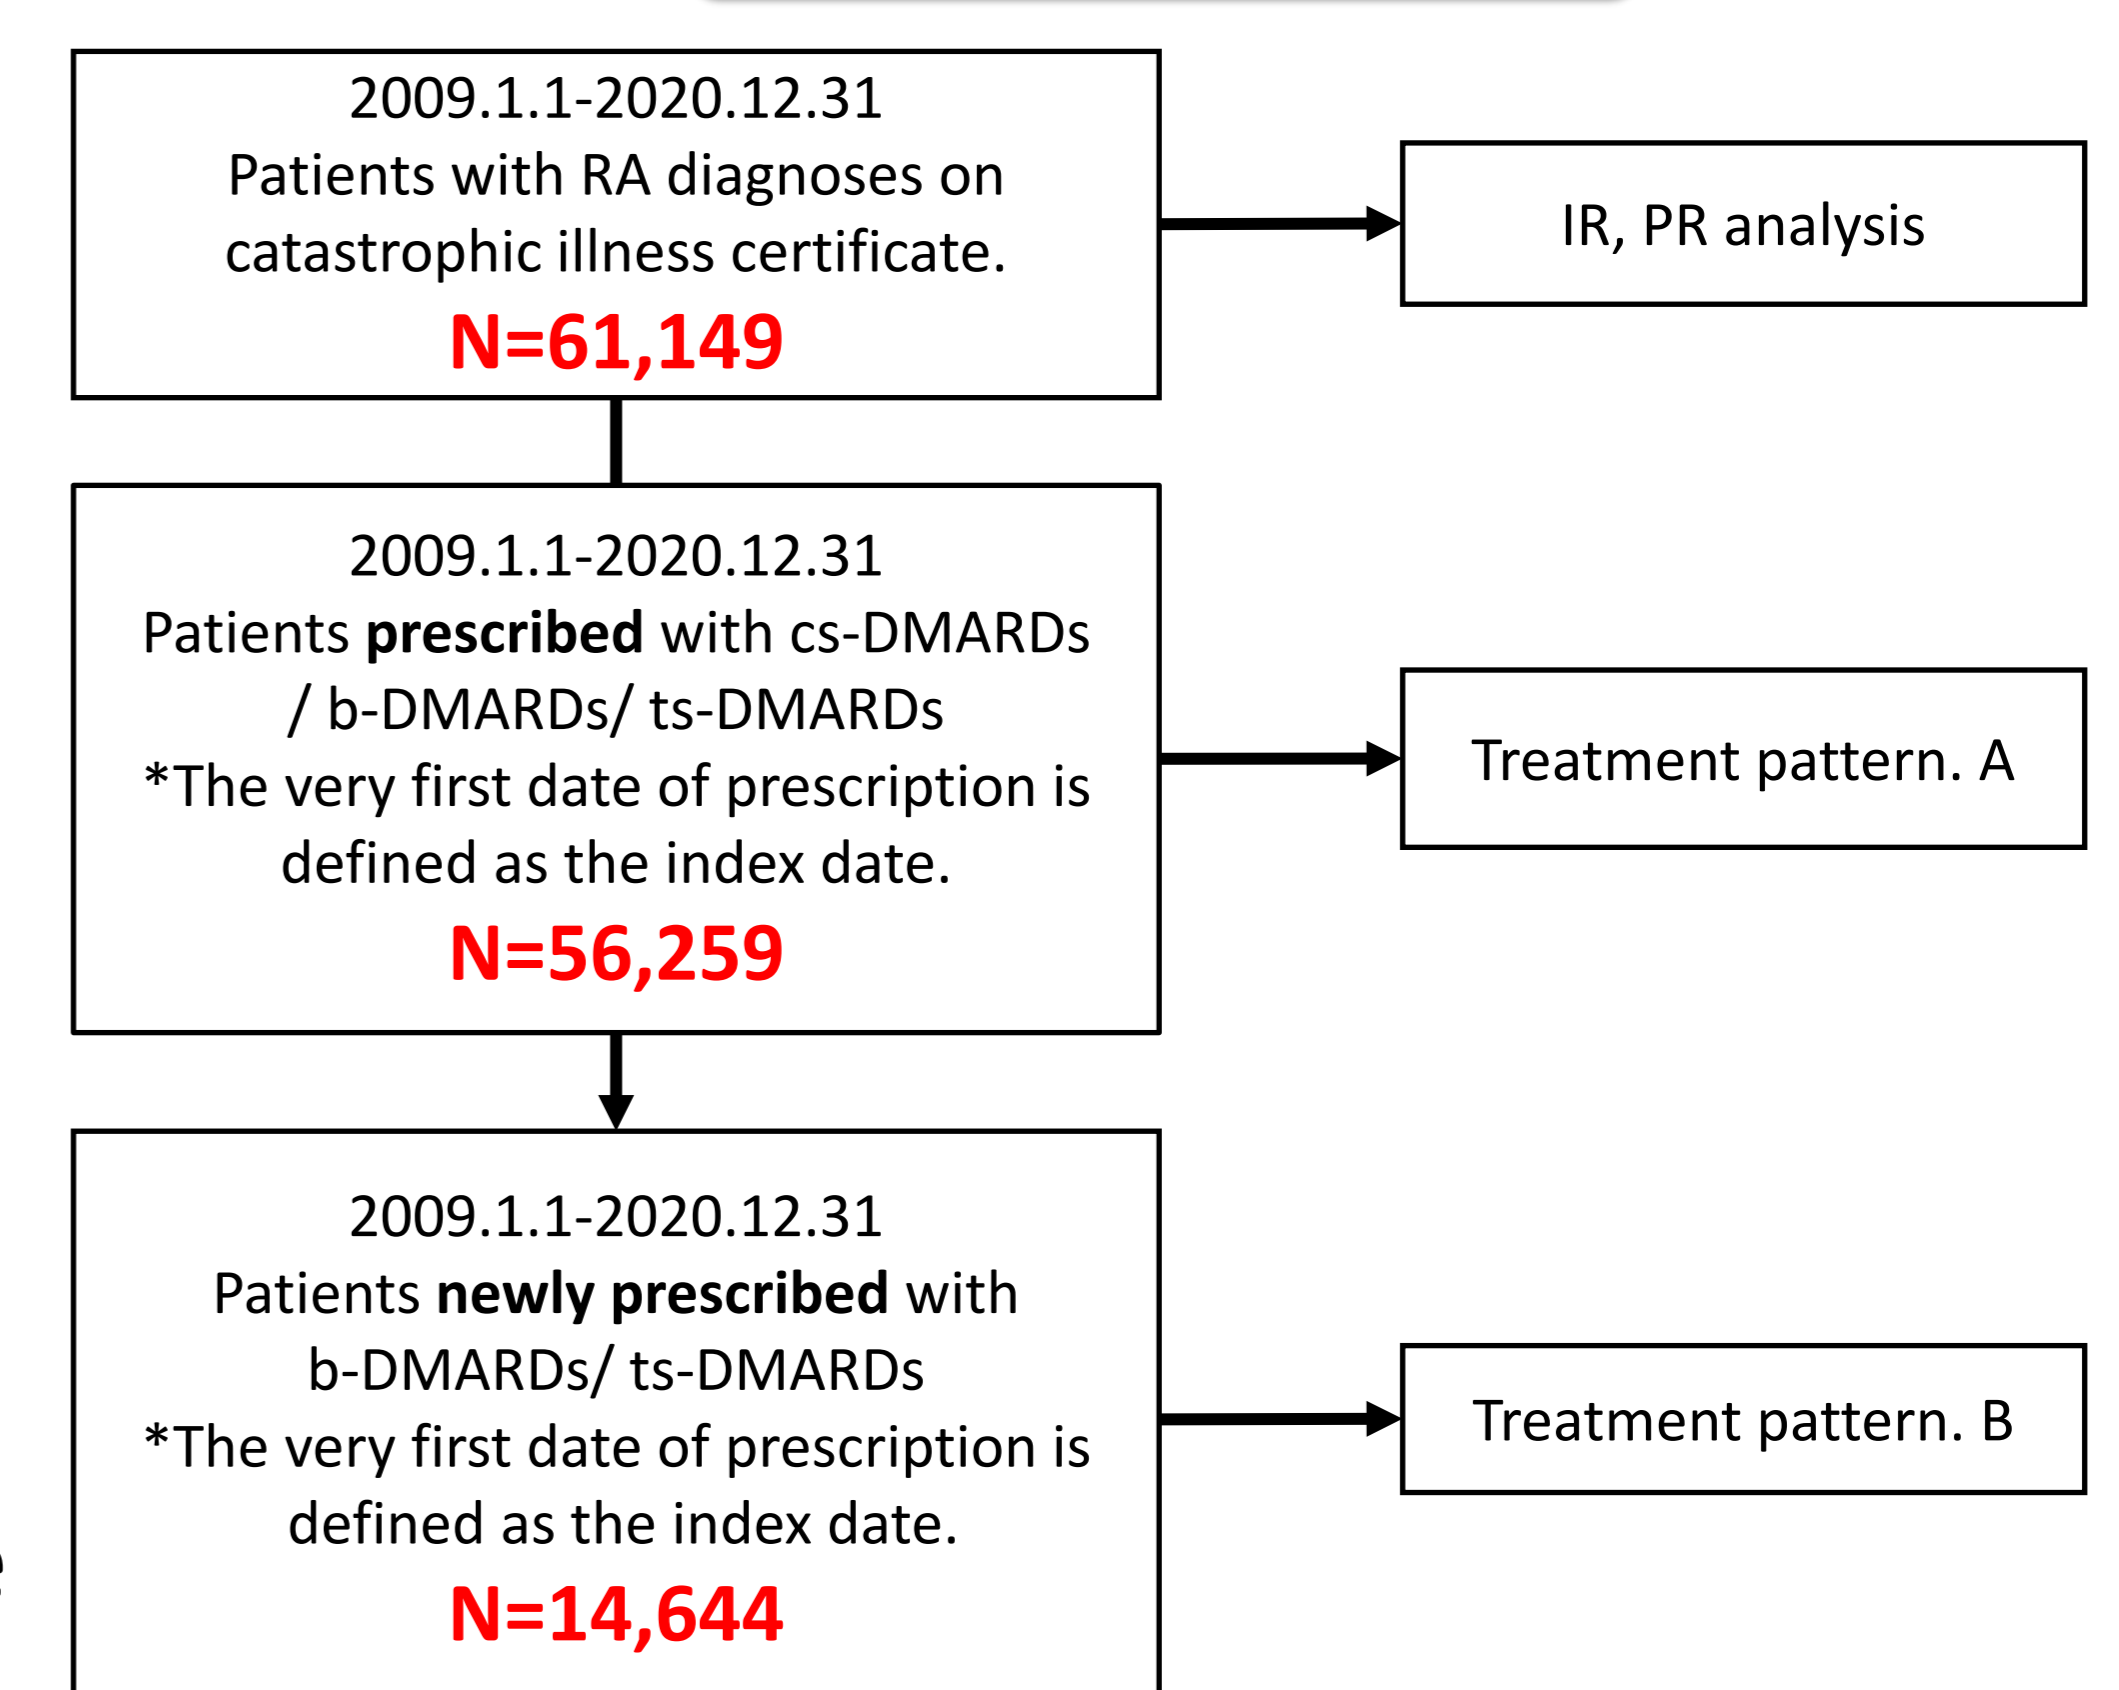 2009.1.1-2020.12.31
Patients with RA diagnoses on
catastrophic illness certificate.
N=61,149
IR, PR analysis
2009.1.1-2020.12.31
Patients prescribed with cs-DMARDs
/ b-DMARDs/ ts-DMARDs
*The very first date of prescription is
defined as the index date.
N=56,259
Treatment pattern. A
2009.1.1-2020.12.31
Patients newly prescribed with
b-DMARDs/ ts-DMARDs
*The very first date of prescription is
defined as the index date.
N=14,644
Treatment pattern. B